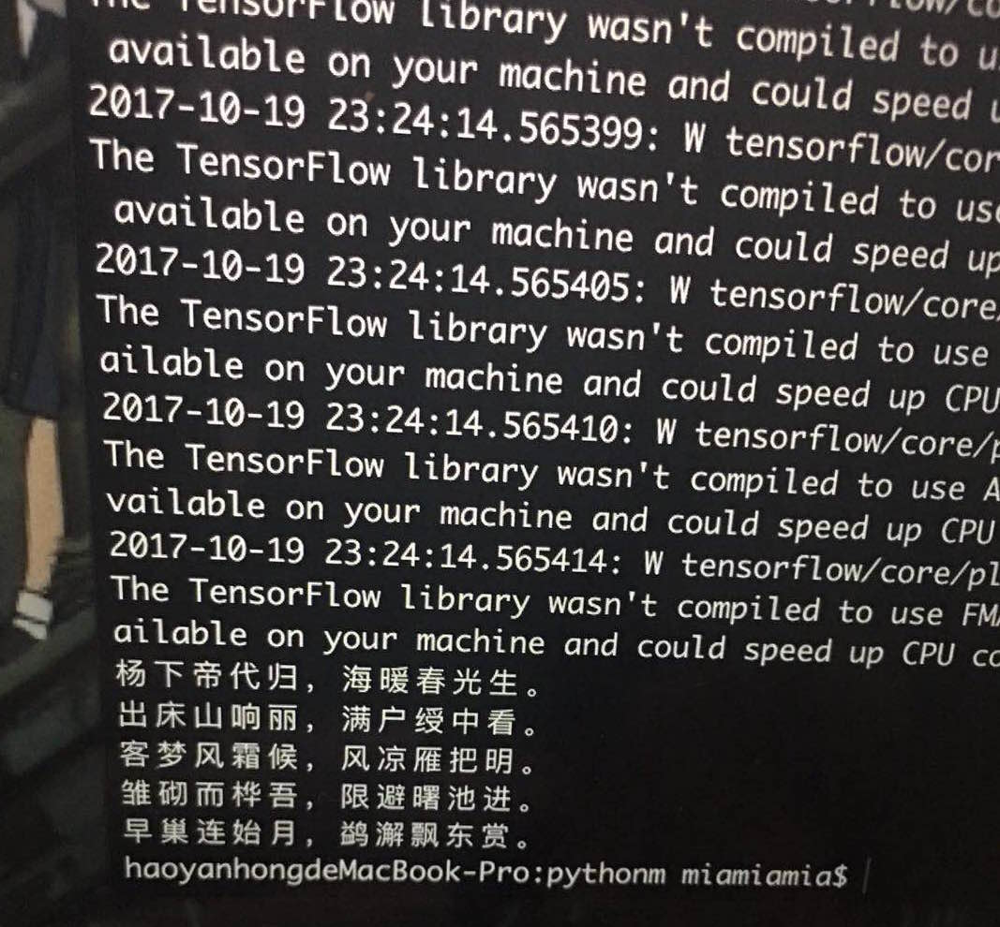 The TensorFlow library wasn't compiled to
available on your machine and could speed
2017-10-19 23:24:14.565399: W tensorflow/cor
The TensorFlow library wasn't compiled to use
available on your machine and could speed up
2017-10-19 23:24:14.565405: W tensorflow/core/
The TensorFlow library wasn't compiled to use
ailable on your machine and could speed up CPU
2017-10-19 23:24:14.565410: W tensorflow/core/p
The TensorFlow library wasn't compiled to use A
vailable on your machine and could speed up CPU
2017-10-19 23:24:14.565414: W tensorflow/core/pl
The TensorFlow library wasn't compiled to use FMA
ailable on your machine and could speed up CPU co
杨下帝代归，海暖春光生。
出床山响丽，满户绶中看。
客梦风霜候，风凉雁把明。
雏砌而桦吾，限避曙池进。
早巢连始月，鹢澥飘东赏。
haoyanhongdeMacBook-Pro:pythonm miamiamia$